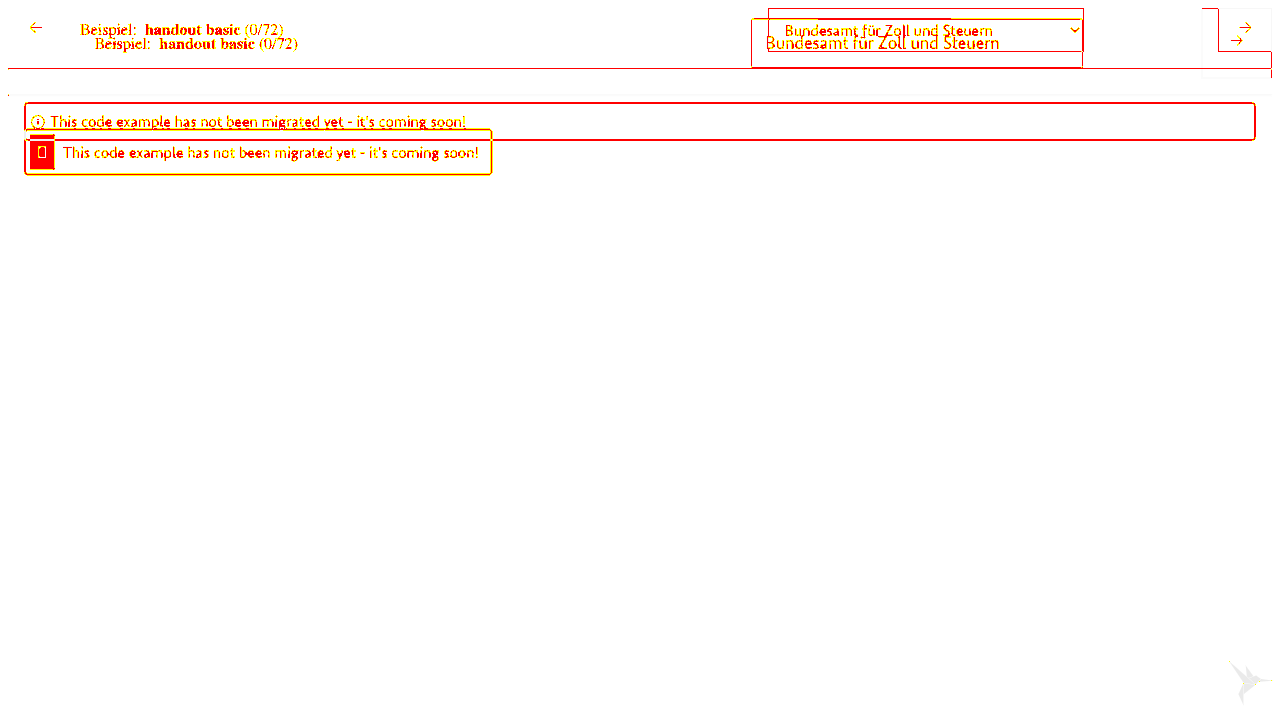 Beispiel: handout basic (0/72)
Bundesamt für Zoll und Steuern
Beispiel: handout basic (0/72)
Bundesamt für Zoll und Steuern
This code example has not been migrated yet - it's coming soon!
This code example has not been migrated yet - it's coming soon!